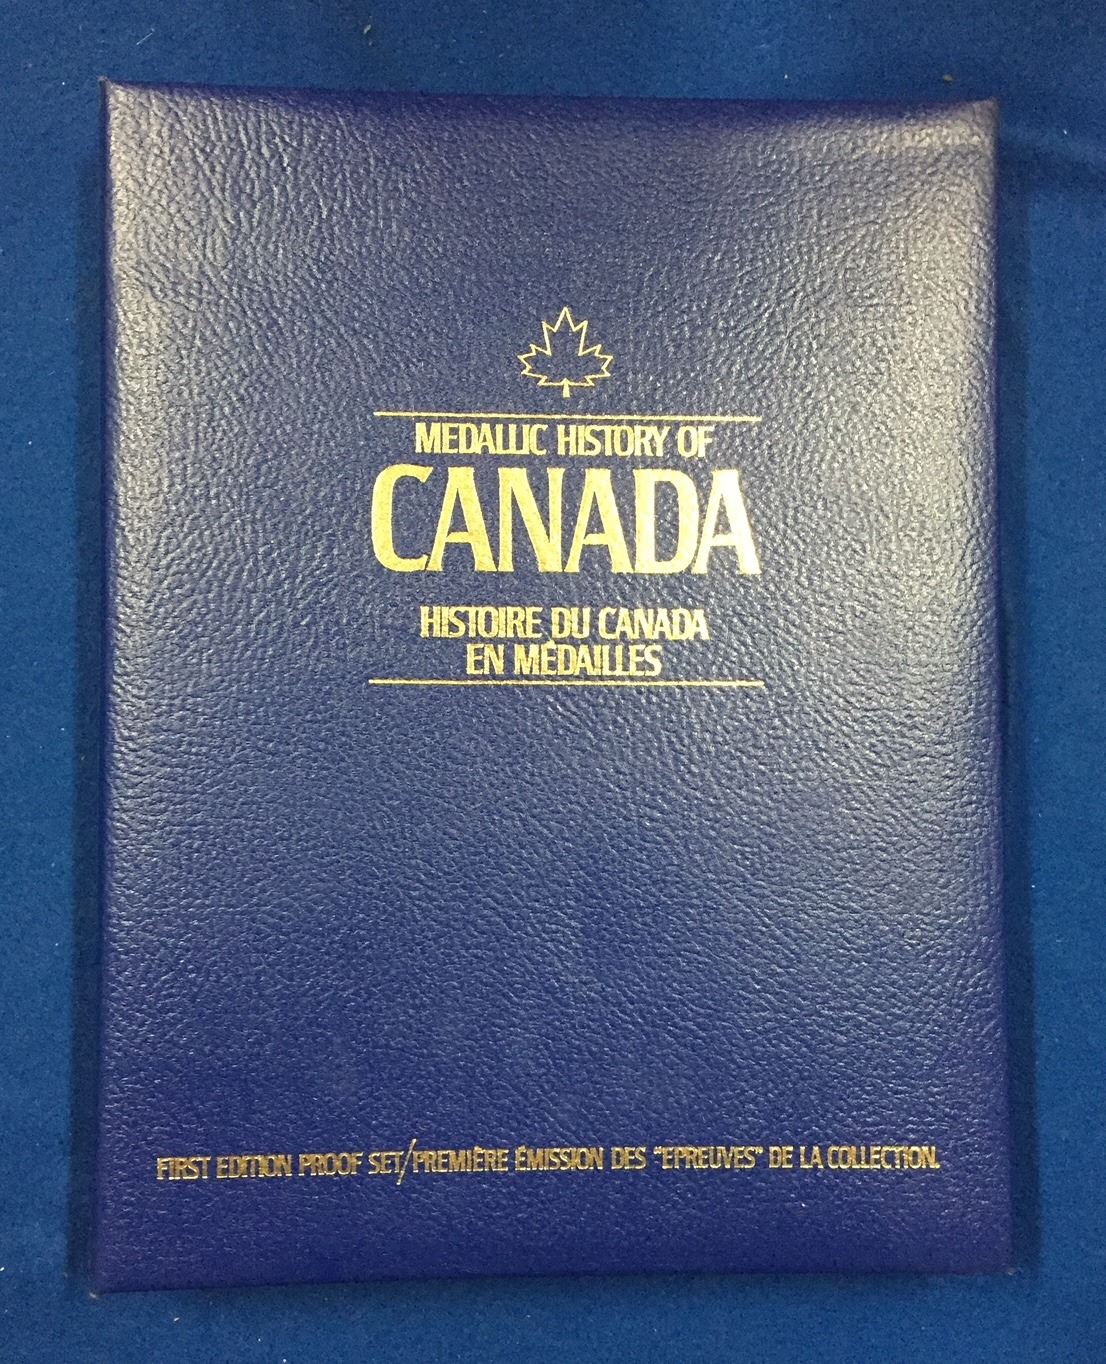 MEDALLIC HISTORY OF
CANADA
HISTOIRE DU CANADA
EN MÉDAILLES
FIRST EDITION PROOF SET/PREMIÈRE ÉMISSION DES "EPREUVES" DE LA COLLECTION.